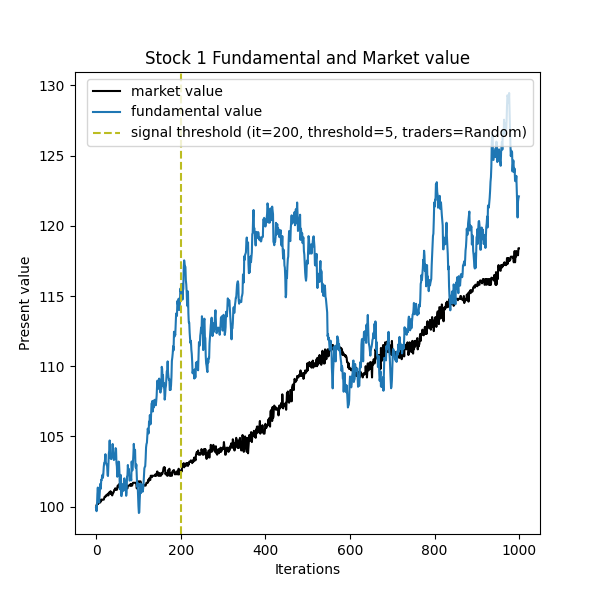 Stock 1 Fundamental and Market value
market value
fundamental value
signal threshold (it=200, threshold=5, traders=Random)
130
125
120
115
110
105
100
Present value
0 200 400 600 800 1000
Iterations